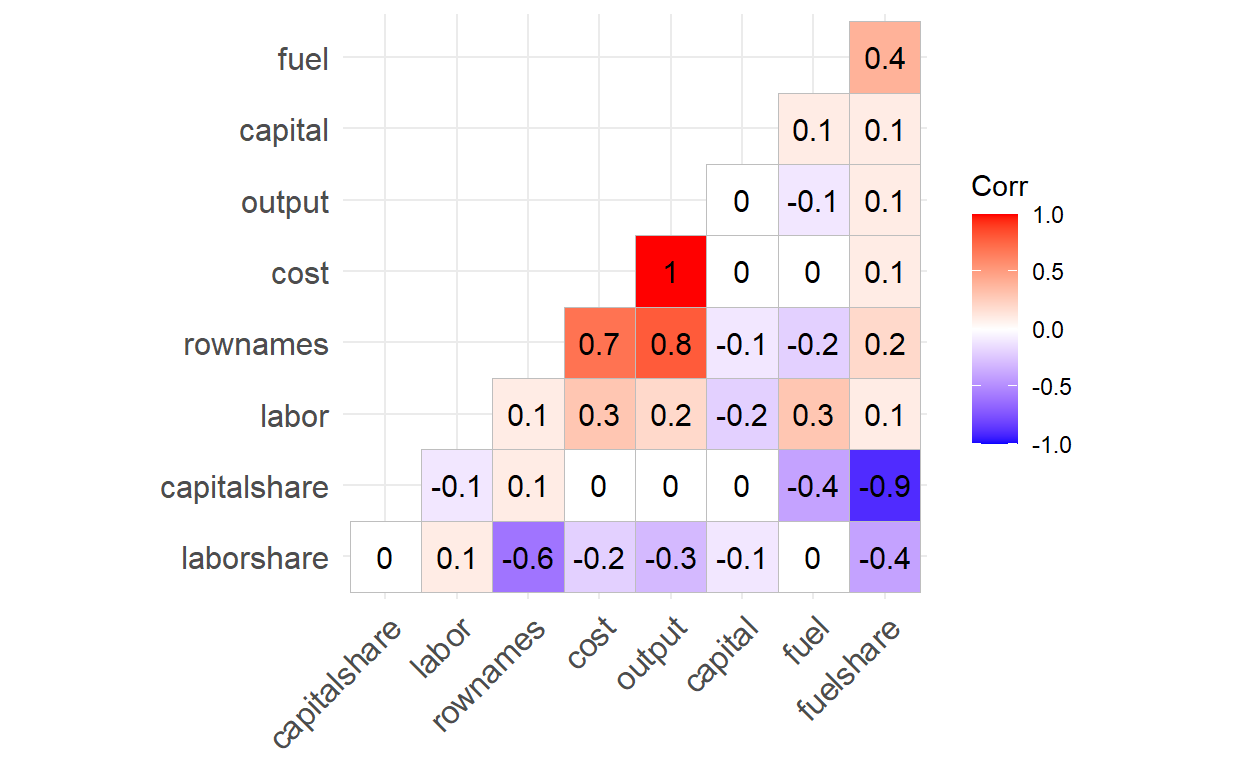 fuel 0.4
capital 0.1 0.1
output 0 -0.1 0.1
cost 1 0 0 0.1
rownames 0.7 0.8 -0.1 -0.2 0.2
labor 0.1 0.3 0.2 -0.2 0.3 0.1
capitalshare -0.1 0.1 0 0 0 -0.4 -0.9
laborshare 0 0.1 -0.6 -0.2 -0.3 -0.1 0 -0.4
capitalshare labor rownames cost output capital fuel fuelshare
Corr
1.0
0.5
0.0
-0.5
-1.0